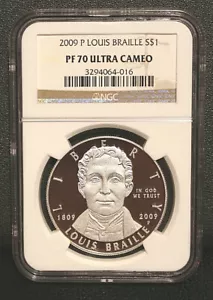 2009 P LOUIS BRAILLE S$1
PF 70 ULTRA CAMEO
3294064-016
NGC
LIBERTY
IN GOD
WE TRUST
1809
2009
P
LOUIS BRAILLE